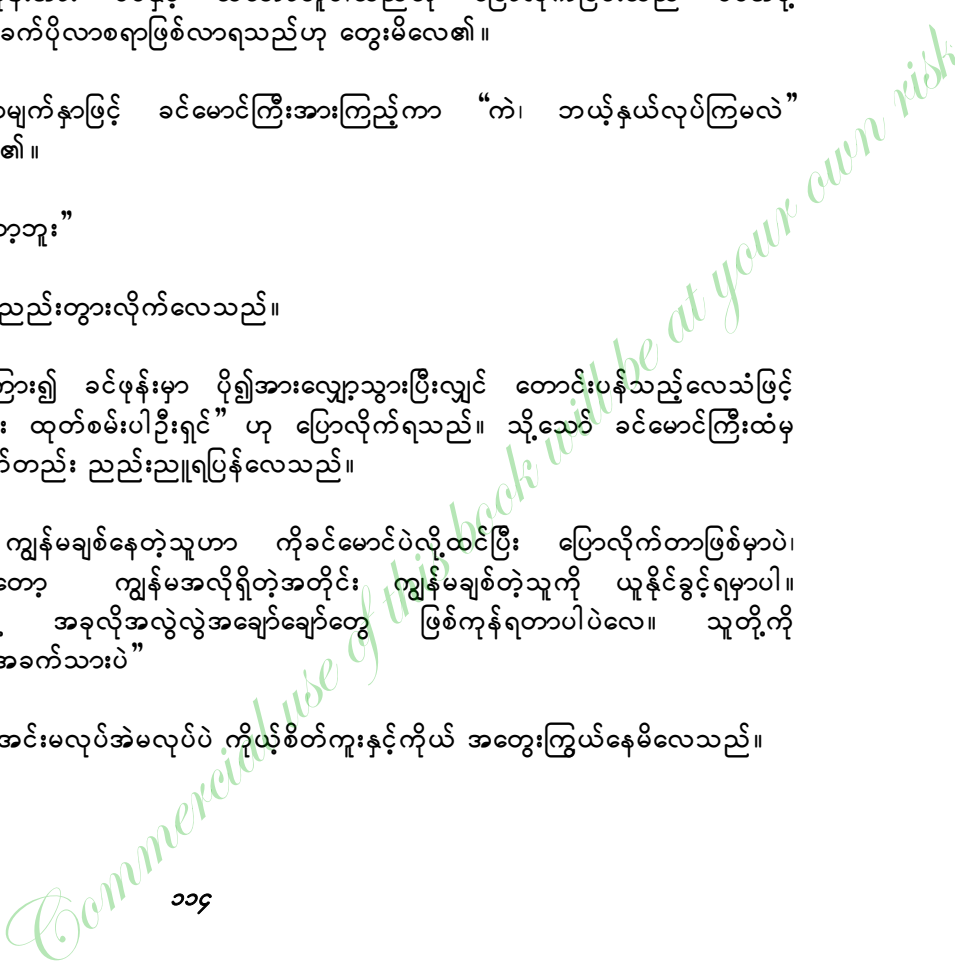 ခက်ပိုလာစရာဖြစ်လာရသည်ဟု တွေးမိလေ၏။
မျက်နှာဖြင့် ခင်မောင်ကြီးအားကြည့်ကာ “ကဲ၊ ဘယ့်နှယ်လုပ်ကြမလဲ”
၏။
တော့ဘူး”
ညည်းတွားလိုက်လေသည်။
ကြား၍ ခင်ဖုန်းမှာ ပို၍အားလျှော့သွားပြီးလျှင် တောင်းပန်သည့်လေသံဖြင့်
ထုတ်စမ်းပါဦးရှင်” ဟု ပြောလိုက်ရသည်။ သို့သော် ခင်မောင်ကြီးထံမှ
တည်း ညည်းညူရပြန်လေသည်။
ကျွန်မချစ်နေတဲ့သူဟာ ကိုခင်မောင်ပဲလို့ထင်ပြီး ပြောလိုက်တာဖြစ်မှာပဲ၊
တော့ ကျွန်မအလိုရှိတဲ့အတိုင်း ကျွန်မချစ်တဲ့သူကို ယူနိုင်ခွင့်ရမှာပါ။
အခုလိုအလွဲလွဲအချော်ချော်တွေ ဖြစ်ကုန်ရတာပါပဲလေ။ သူတို့ကို
အခက်သားပဲ”
အင်းမလုပ်အဲမလုပ်ပဲ ကိုယ့်စိတ်ကူးနှင့်ကိုယ် အတွေးကြွယ်နေမိလေသည်။
Commercial use of this book will be at your own risk
၁၁၄